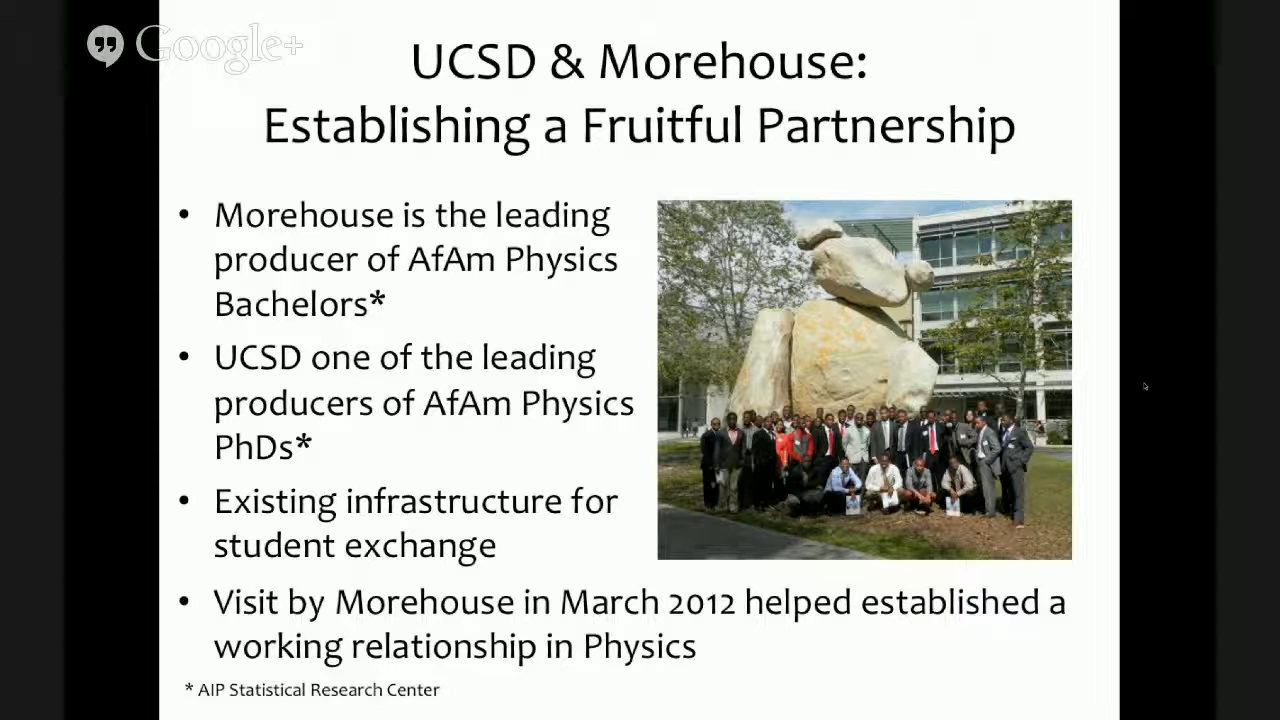 Google+
UCSD & Morehouse:
Establishing a Fruitful Partnership
• Morehouse is the leading
producer of AfAm Physics
Bachelors*
• UCSD one of the leading
producers of AfAm Physics
PhDs*
• Existing infrastructure for
student exchange
• Visit by Morehouse in March 2012 helped established a
working relationship in Physics
* AIP Statistical Research Center